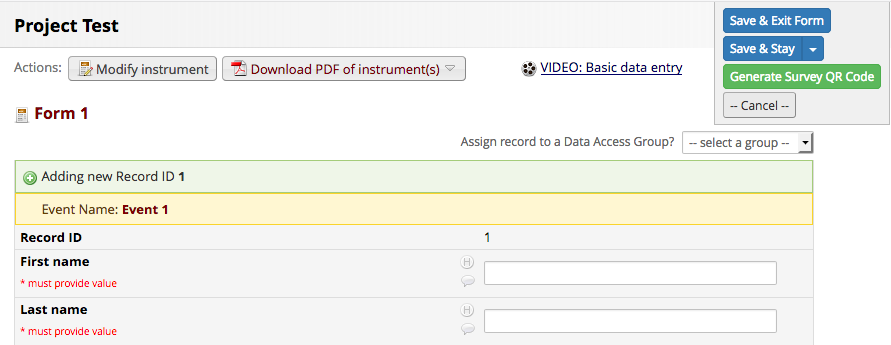 Project Test
Save & Exit Form
Save & Stay
Generate Survey QR Code
-- Cancel --
Actions: Modify instrument Download PDF of instrument(s) VIDEO: Basic data entry
Form 1
Assign record to a Data Access Group? -- select a group --
Adding new Record ID 1
Event Name: Event 1
Record ID 1
First name
H
* must provide value
Last name
H
* must provide value